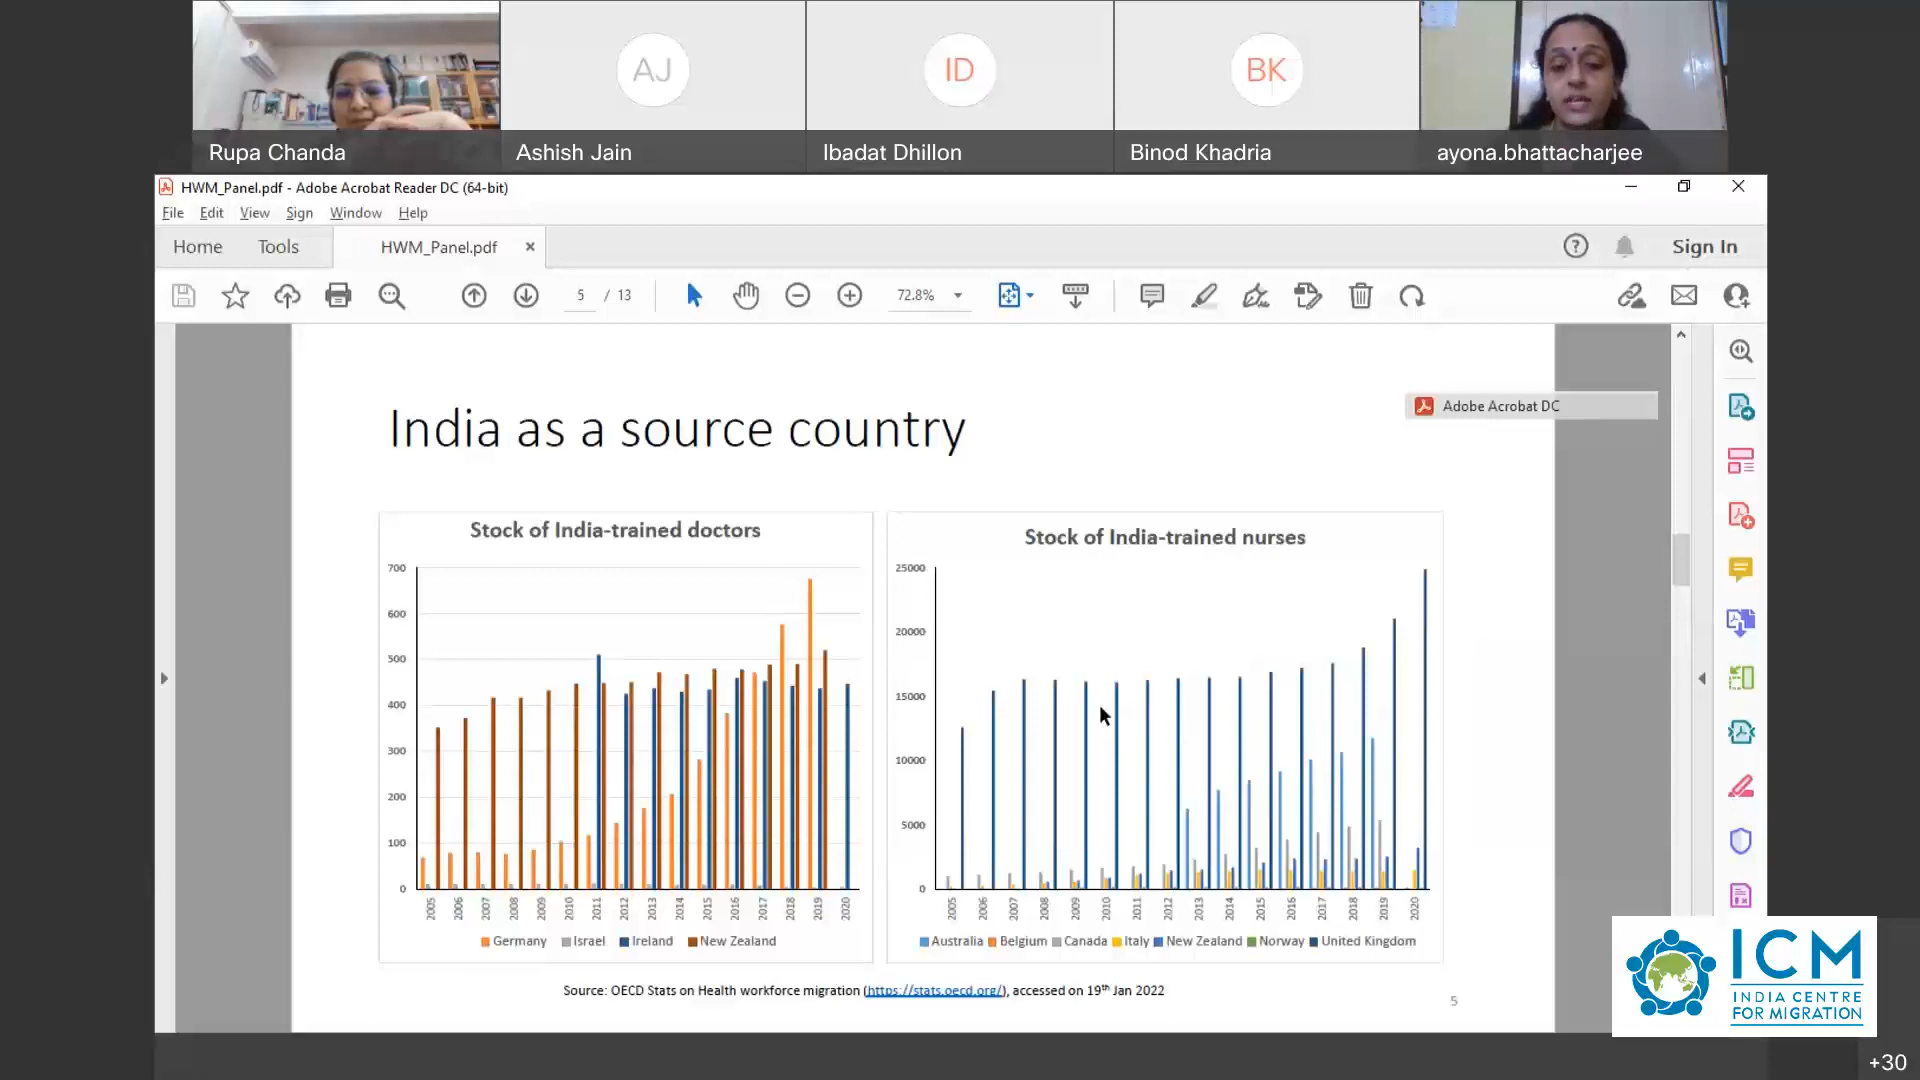 AJ
ID
BK
Rupa Chanda
Ashish Jain
Ibadat Dhillon
Binod Khadria
ayona.bhattacharjee
HWM_Panel.pdf - Adobe Acrobat Reader DC (64-bit)
File Edit View Sign Window Help
Home Tools HWM_Panel.pdf × Sign In
5 / 13 72.8%
Adobe Acrobat DC
India as a source country
Stock of India-trained doctors
700
600
500
400
300
200
100
0
2005 2006 2007 2008 2009 2010 2011 2012 2013 2014 2015 2016 2017 2018 2019 2020
Germany Israel Ireland New Zealand
Stock of India-trained nurses
25000
20000
15000
10000
5000
0
2005 2006 2007 2008 2009 2010 2011 2012 2013 2014 2015 2016 2017 2018 2019 2020
Australia Belgium Canada Italy New Zealand Norway United Kingdom
Source: OECD Stats on Health workforce migration (https://stats.oecd.org/), accessed on 19th Jan 2022
5
ICM
INDIA CENTRE
FOR MIGRATION
+30